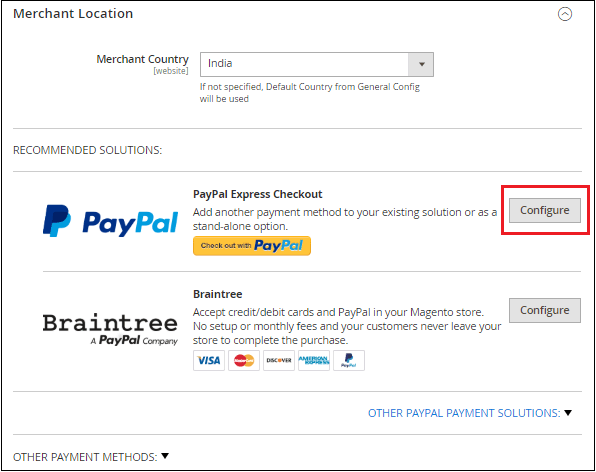 Merchant Location
Merchant Country
[website]
India
If not specified, Default Country from General Config
will be used
RECOMMENDED SOLUTIONS:
PayPal
PayPal Express Checkout
Add another payment method to your existing solution or as a
stand-alone option.
Check out with PayPal
Configure
Braintree
A PayPal Company
Braintree
Accept credit/debit cards and PayPal in your Magento store.
No setup or monthly fees and your customers never leave your
store to complete the purchase.
VISA MasterCard DISCOVER AMERICAN EXPRESS PayPal
Configure
OTHER PAYPAL PAYMENT SOLUTIONS:
OTHER PAYMENT METHODS: